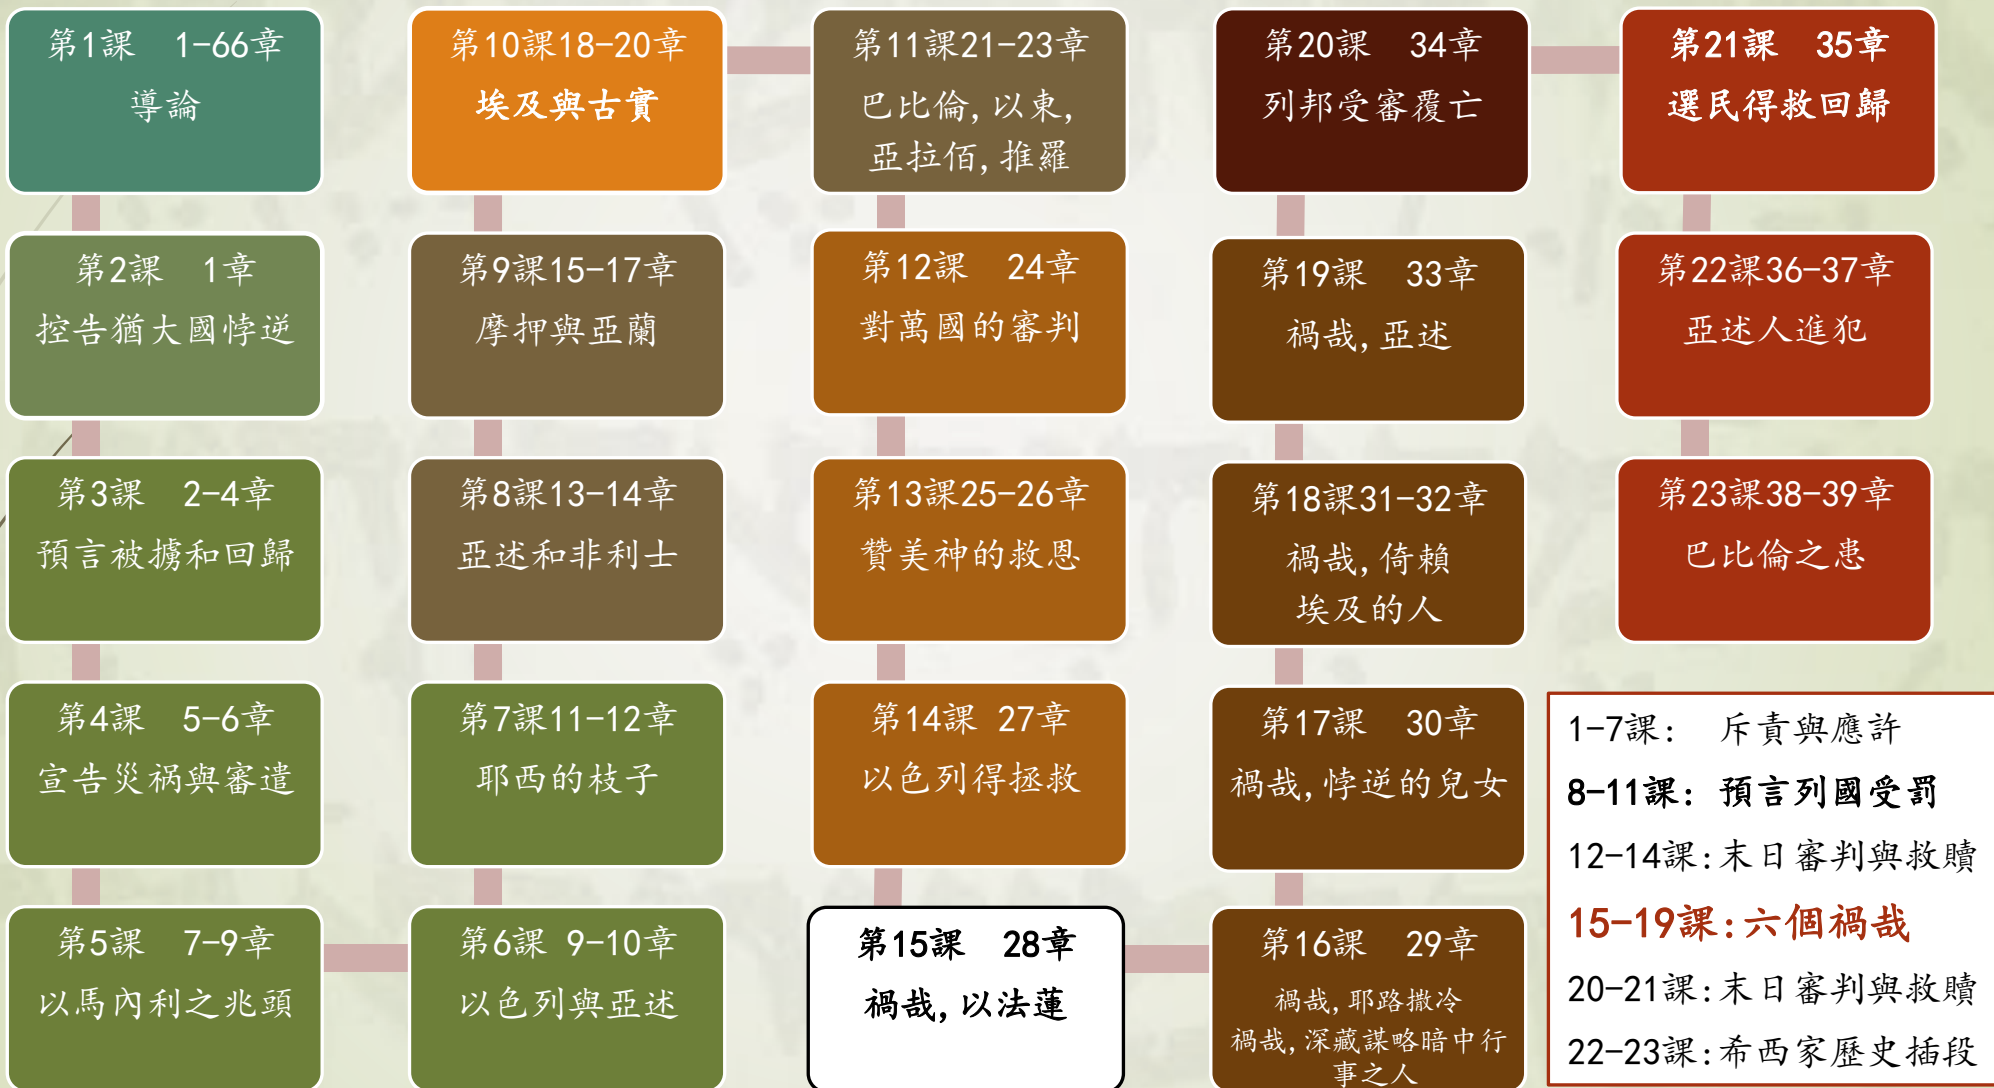 第1課 1-66章
導論
第2課 1章
控告猶大國悖逆
第3課 2-4章
預言被擄和回歸
第4課 5-6章
宣告災禍與審遣
第5課 7-9章
以馬內利之兆頭
第6課 9-10章
以色列與亞述
第7課11-12章
耶西的枝子
第8課13-14章
亞述和非利士
第9課15-17章
摩押與亞蘭
第10課18-20章
埃及與古實
第11課21-23章
巴比倫,以東,
亞拉伯,推羅
第12課 24章
對萬國的審判
第13課25-26章
贊美神的救恩
第14課 27章
以色列得拯救
第15課 28章
禍哉,以法蓮
第16課 29章
禍哉,耶路撒冷
禍哉,深藏謀略暗中行
事之人
第17課 30章
禍哉,悖逆的兒女
第18課31-32章
禍哉,倚賴
埃及的人
第19課 33章
禍哉,亞述
第20課 34章
列邦受審覆亡
第21課 35章
選民得救回歸
第22課36-37章
亞述人進犯
第23課38-39章
巴比倫之患
1-7課: 斥責與應許
8-11課: 預言列國受罰
12-14課:末日審判與救贖
15-19課:六個禍哉
20-21課:末日審判與救贖
22-23課:希西家歷史插段